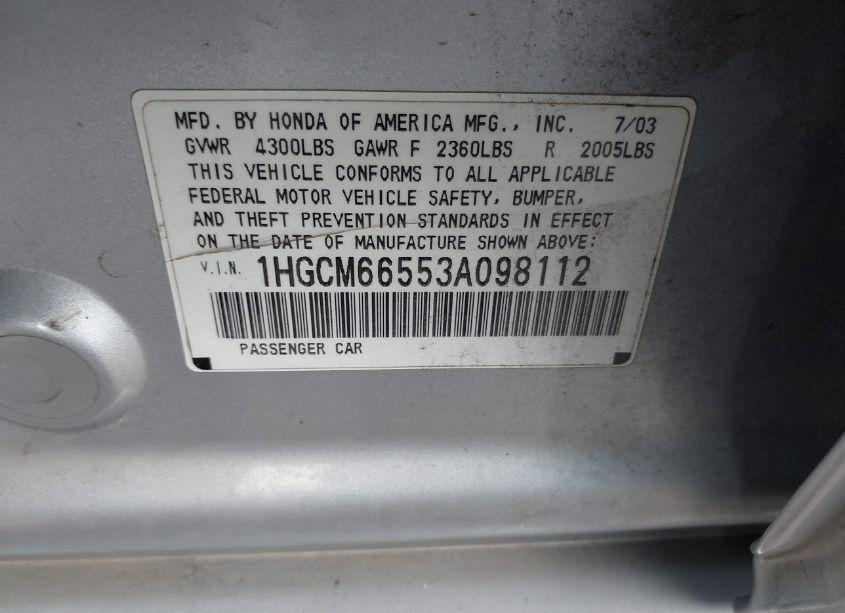 MFD. BY HONDA OF AMERICA MFG., INC. 7/03
GVWR 4300LBS GAWR F 2360LBS R 2005LBS
THIS VEHICLE CONFORMS TO ALL APPLICABLE
FEDERAL MOTOR VEHICLE SAFETY, BUMPER,
AND THEFT PREVENTION STANDARDS IN EFFECT
ON THE DATE OF MANUFACTURE SHOWN ABOVE:
V.I.N. 1HGCM66553A098112
PASSENGER CAR